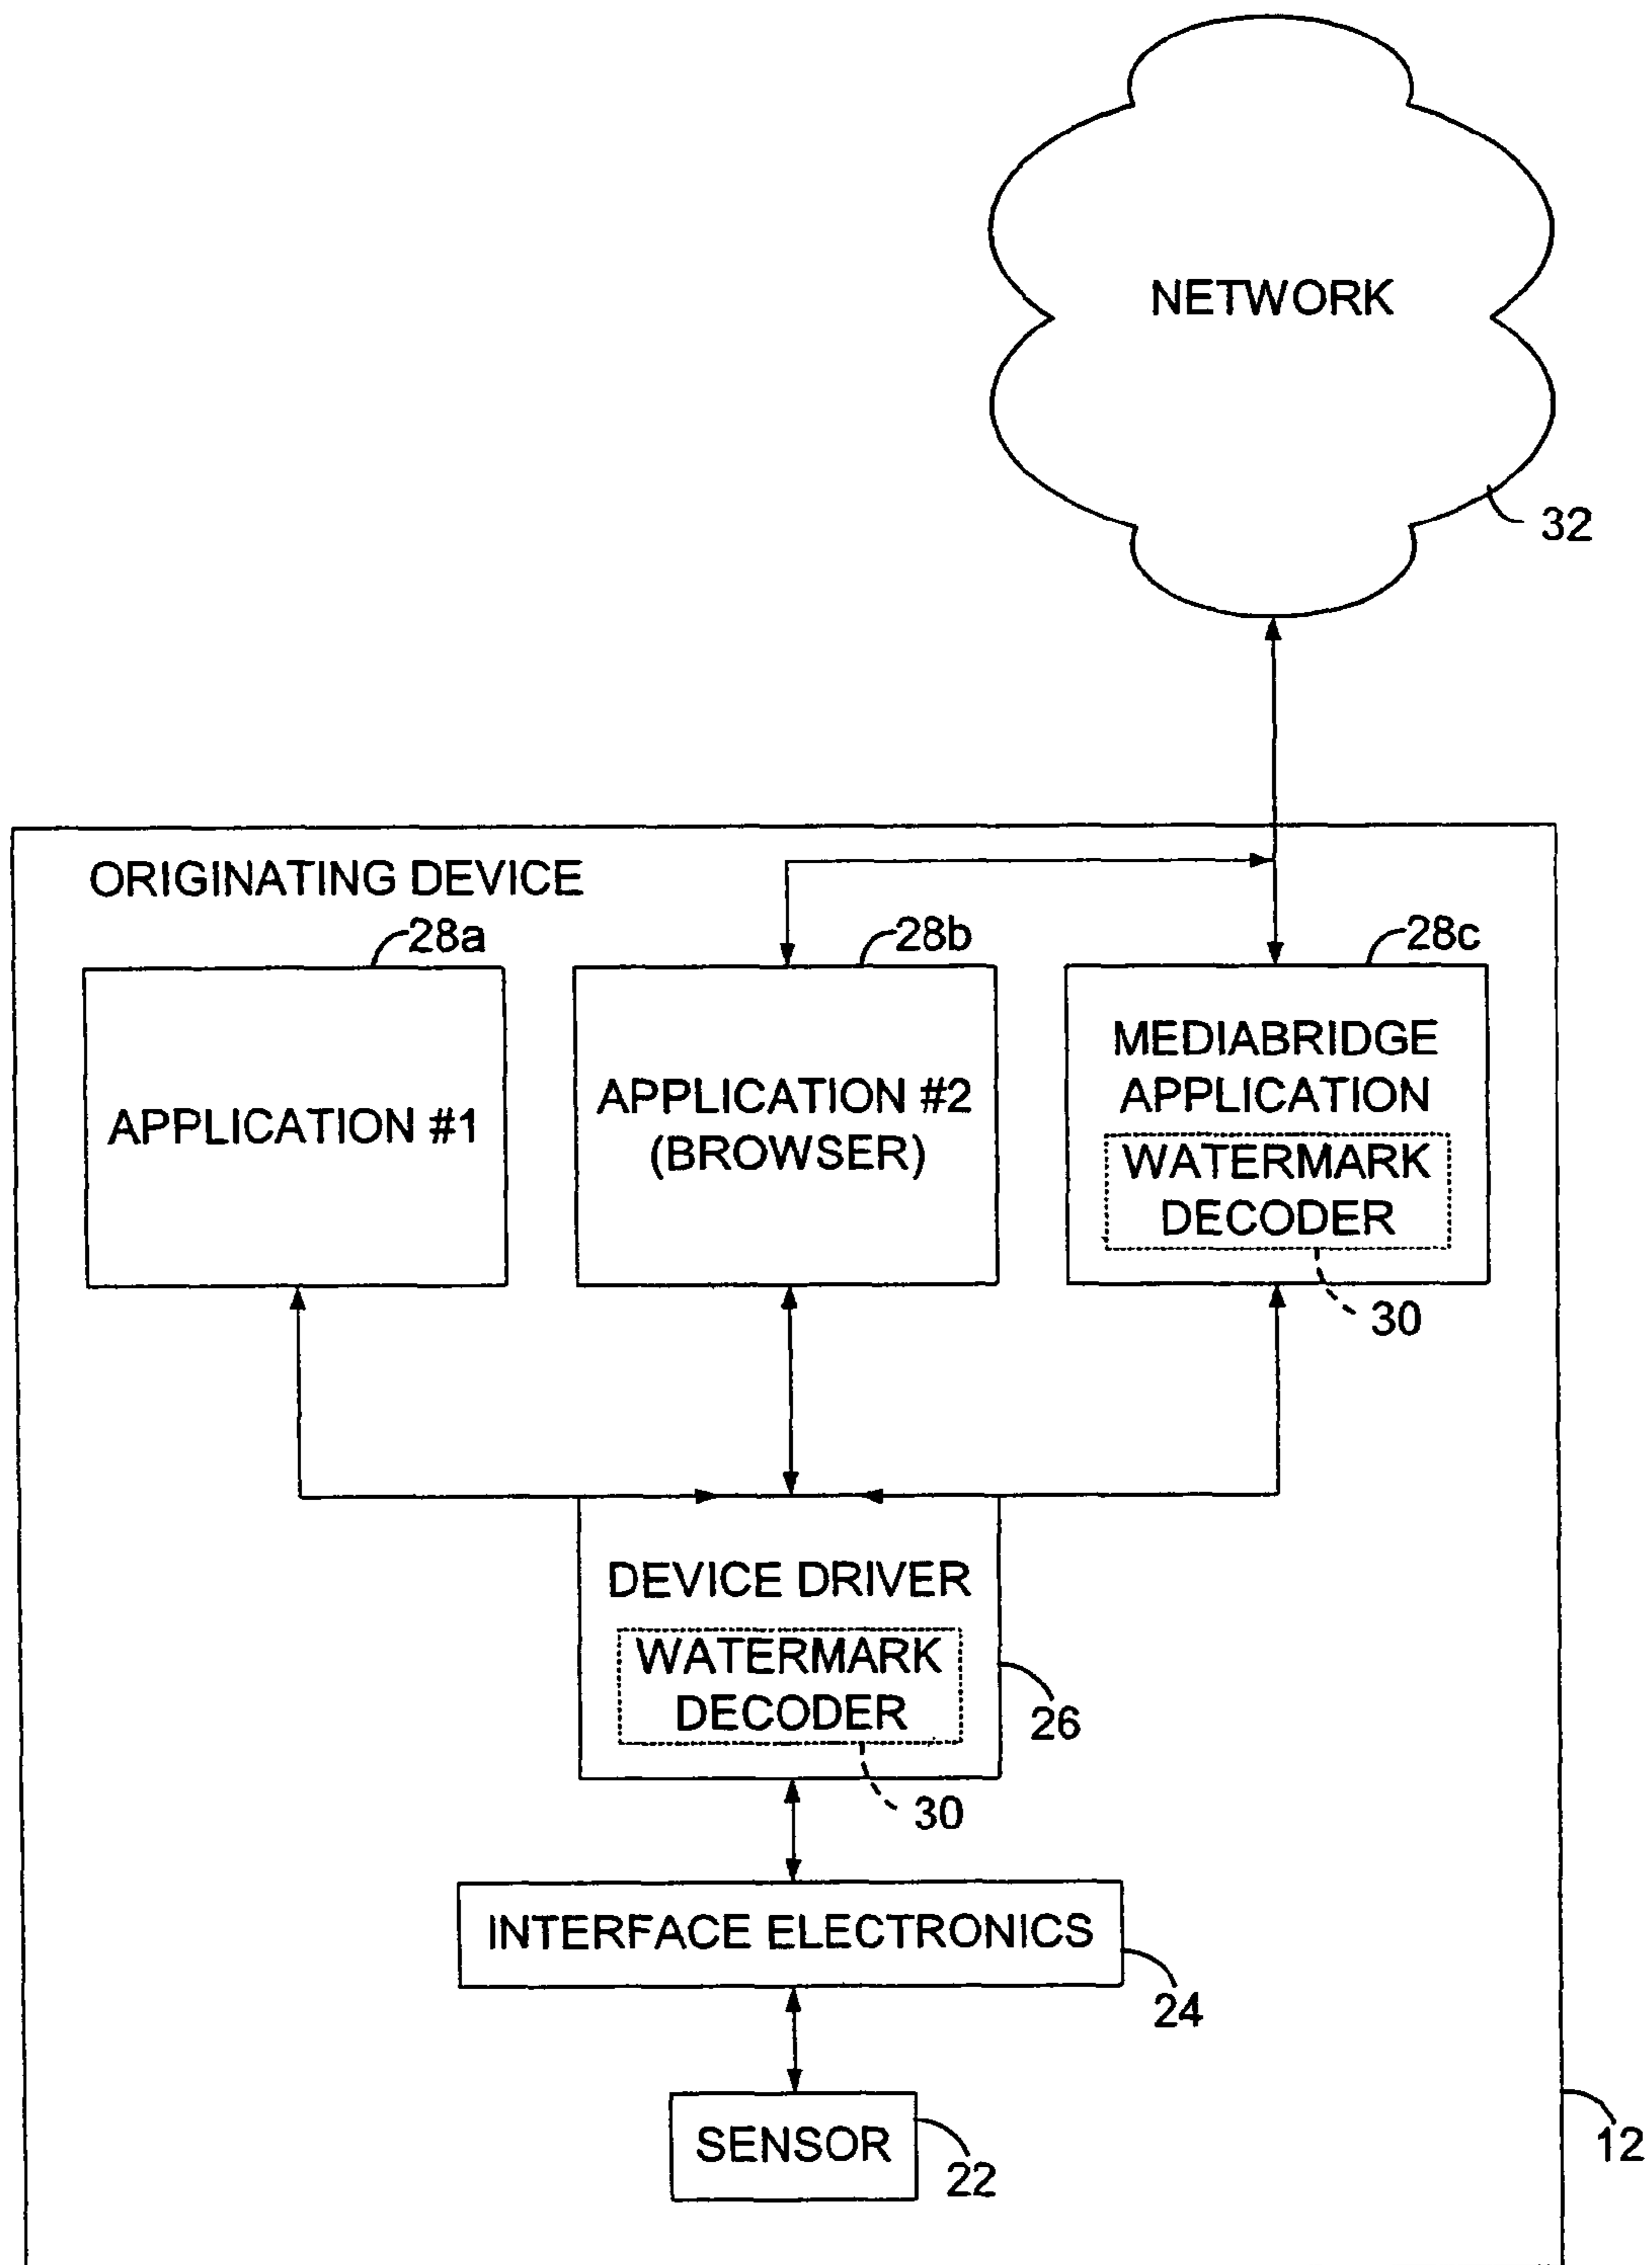 NETWORK
32
ORIGINATING DEVICE
28a
28b
28c
APPLICATION #1
APPLICATION #2
(BROWSER)
MEDIABRIDGE
APPLICATION
WATERMARK
DECODER
30
DEVICE DRIVER
WATERMARK
DECODER
26
30
INTERFACE ELECTRONICS
24
SENSOR
22
12